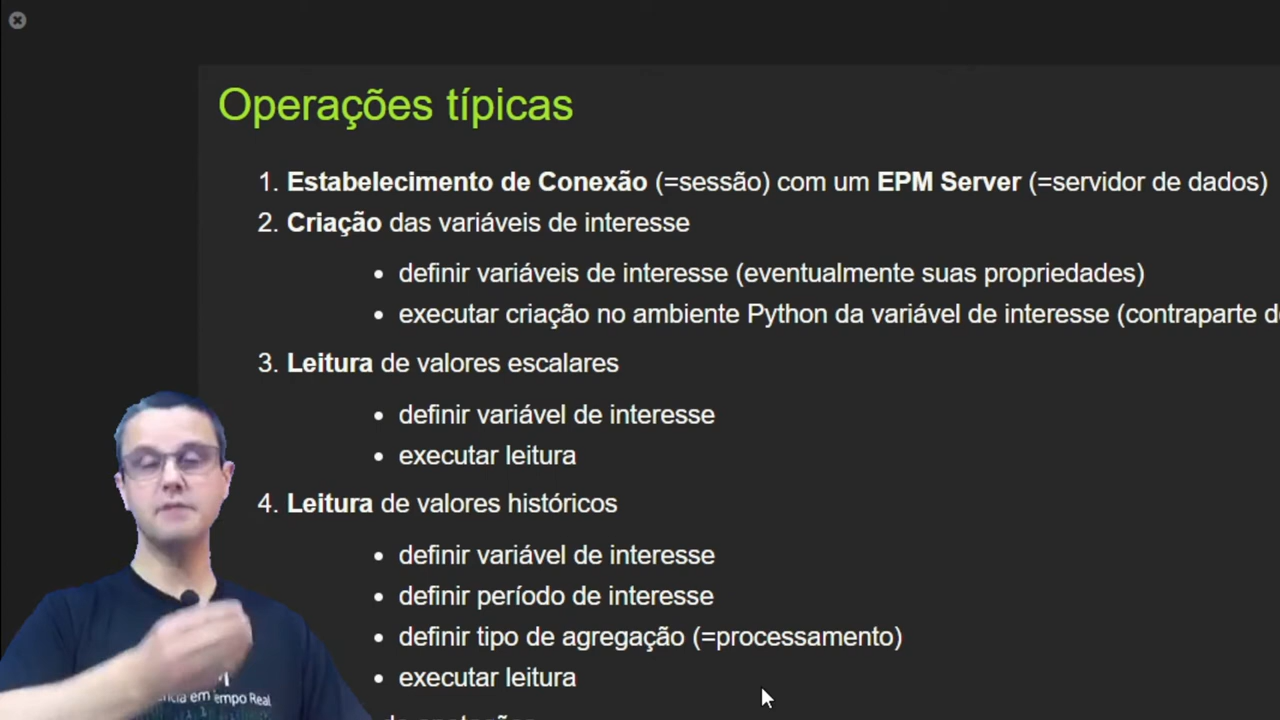 Operações típicas
1. Estabelecimento de Conexão (=sessão) com um EPM Server (=servidor de dados)
2. Criação das variáveis de interesse
• definir variáveis de interesse (eventualmente suas propriedades)
• executar criação no ambiente Python da variável de interesse (contraparte
3. Leitura de valores escalares
• definir variável de interesse
• executar leitura
4. Leitura de valores históricos
• definir variável de interesse
• definir período de interesse
• definir tipo de agregação (=processamento)
• executar leitura
em Tempo Real